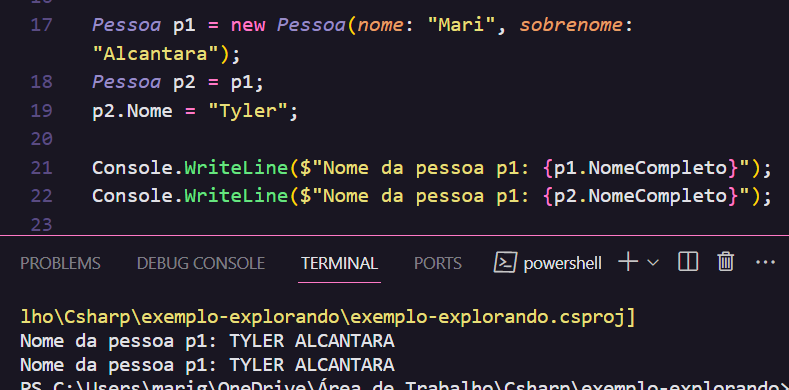 17 Pessoa p1 = new Pessoa(nome: "Mari", sobrenome:
"Alcantara");
18 Pessoa p2 = p1;
19 p2.Nome = "Tyler";
20
21 Console.WriteLine($"Nome da pessoa p1: {p1.NomeCompleto}");
22 Console.WriteLine($"Nome da pessoa p1: {p2.NomeCompleto}");
23
PROBLEMS DEBUG CONSOLE TERMINAL PORTS powershell
lho\Csharp\exemplo-explorando\exemplo-explorando.csproj]
Nome da pessoa p1: TYLER ALCANTARA
Nome da pessoa p1: TYLER ALCANTARA
PS C:\Users\marig\OneDrive\Área de Trabalho\Csharp\exemplo-explorando>